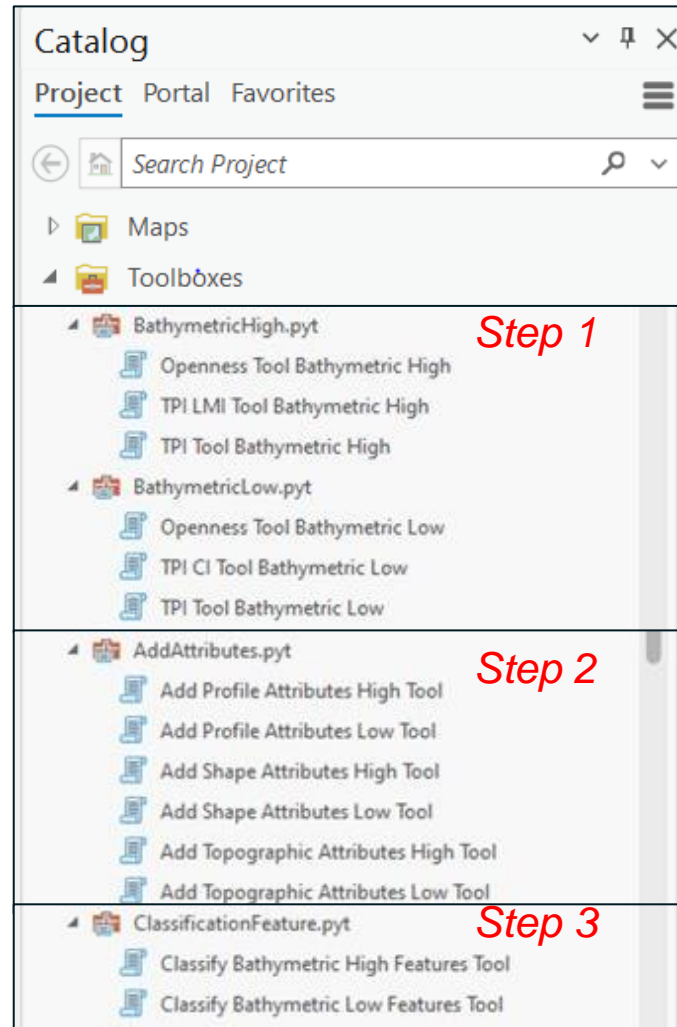 Catalog
Project Portal Favorites
Search Project
Maps
Toolboxes
BathymetricHigh.pyt
Step 1
Openness Tool Bathymetric High
TPI LMI Tool Bathymetric High
TPI Tool Bathymetric High
BathymetricLow.pyt
Openness Tool Bathymetric Low
TPI CI Tool Bathymetric Low
TPI Tool Bathymetric Low
AddAttributes.pyt
Step 2
Add Profile Attributes High Tool
Add Profile Attributes Low Tool
Add Shape Attributes High Tool
Add Shape Attributes Low Tool
Add Topographic Attributes High Tool
Add Topographic Attributes Low Tool
ClassificationFeature.pyt
Step 3
Classify Bathymetric High Features Tool
Classify Bathymetric Low Features Tool